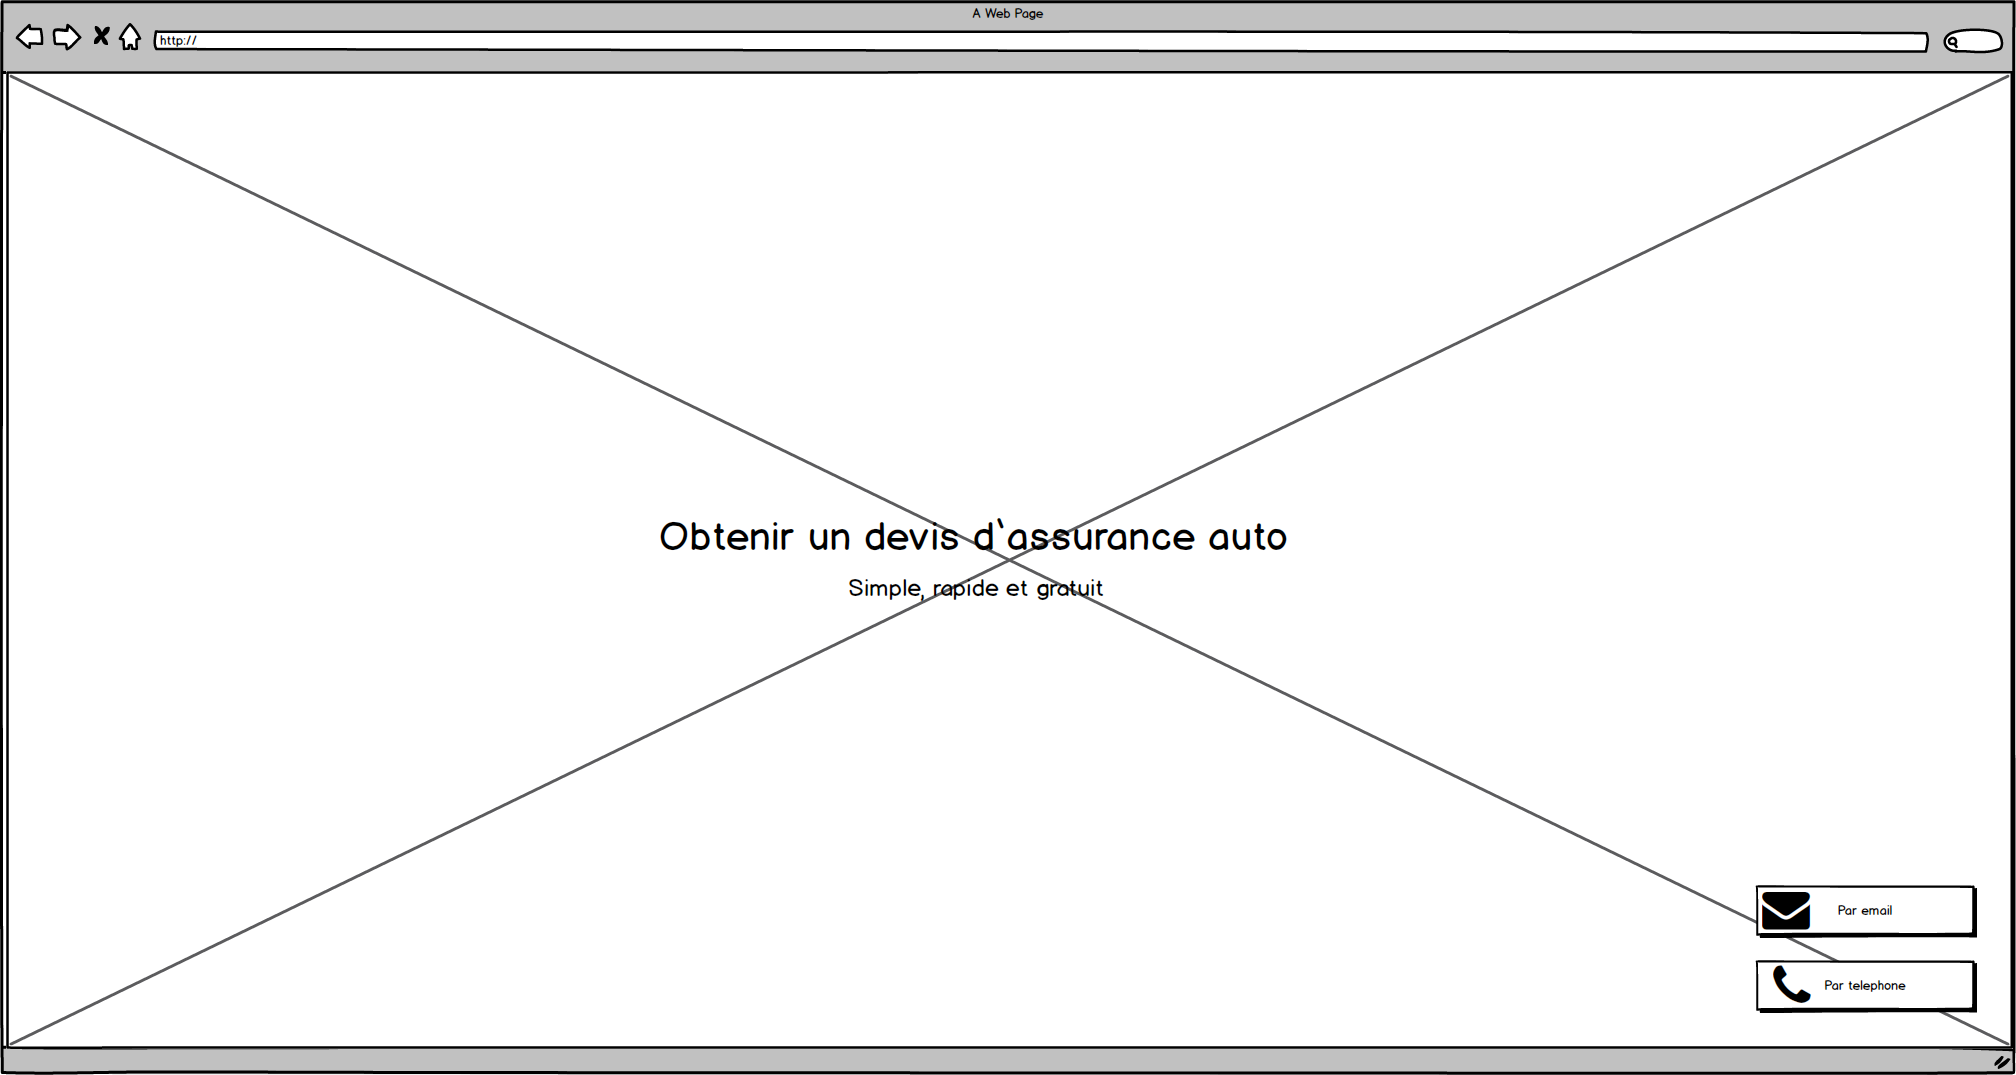 A Web Page
http://
Obtenir un devis d`assurance auto
Simple, rapide et gratuit
Par email
Par telephone